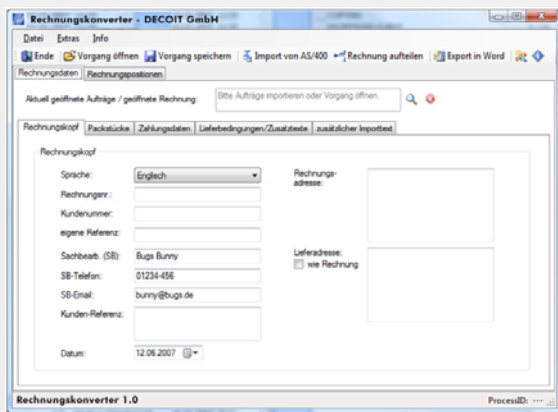 Rechnungskonverter - DECOIT GmbH
Datei Extras Info
Ende Vorgang öffnen Vorgang speichern Import von AS/400 Rechnung aufteilen Export in Word
Rechnungsdaten Rechnungspositionen
Aktuell geöffnete Aufträge / geöffnete Rechnung: Bitte Aufträge importieren oder Vorgang öffnen.
Rechnungskopf Packstücke Zahlungsdaten Lieferbedingungen/Zusatztexte zusätzlicher Importtext
Rechnungskopf
Sprache: Englisch
Rechnungs-
adresse:
Rechnungsnr.:
Kundenummer:
eigene Referenz:
Sachbearb. (SB): Bugs Bunny
Lieferadresse:
wie Rechnung
SB-Telefon: 01234-456
SB-Email: bunny@bugs.de
Kunden-Referenz:
Datum: 12.06.2007
Rechnungskonverter 1.0 ProcessID: ---